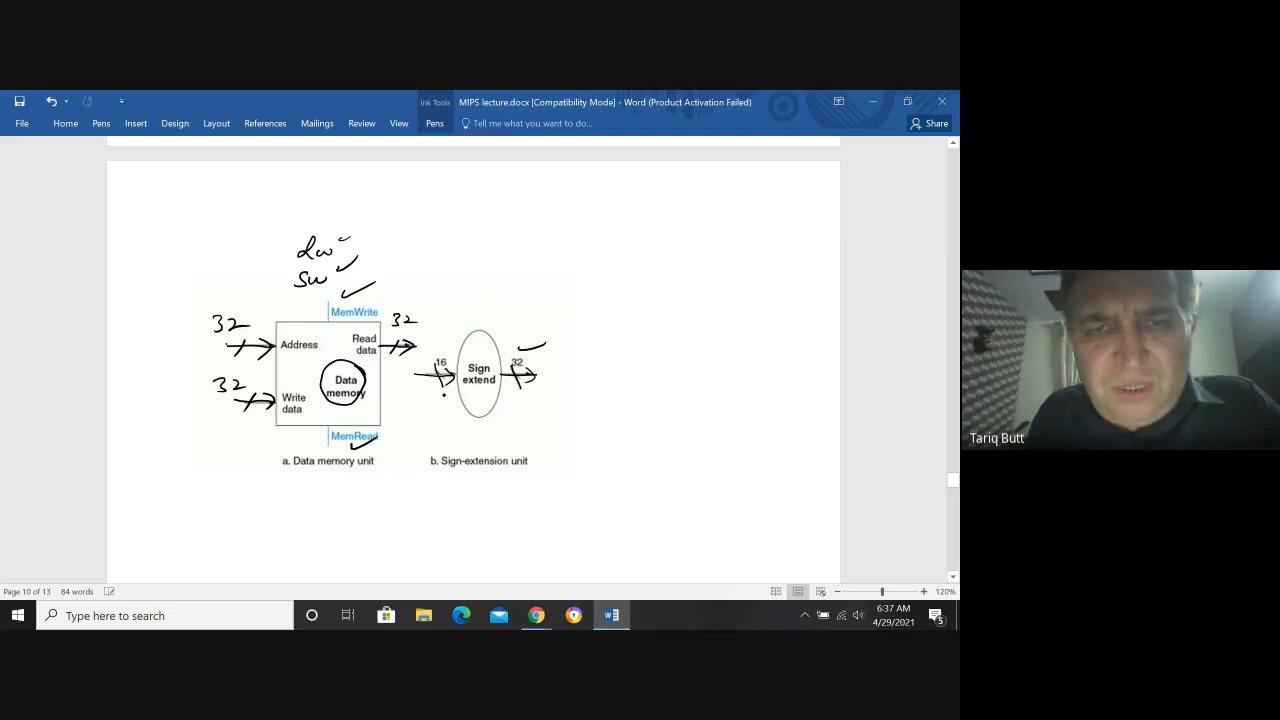 MIPS lecture.docx [Compatibility Mode] - Word (Product Activation Failed)
Ink Tools
File Home Pens Insert Design Layout References Mailings Review View Pens Tell me what you want to do... Share
lw
sw
MemWrite
32
Address
Read data
32
32
Write data
Data memory
MemRead
a. Data memory unit
16
Sign extend
32
b. Sign-extension unit
Tariq Butt
Page 10 of 13 84 words
120%
Type here to search
6:37 AM
4/29/2021
5